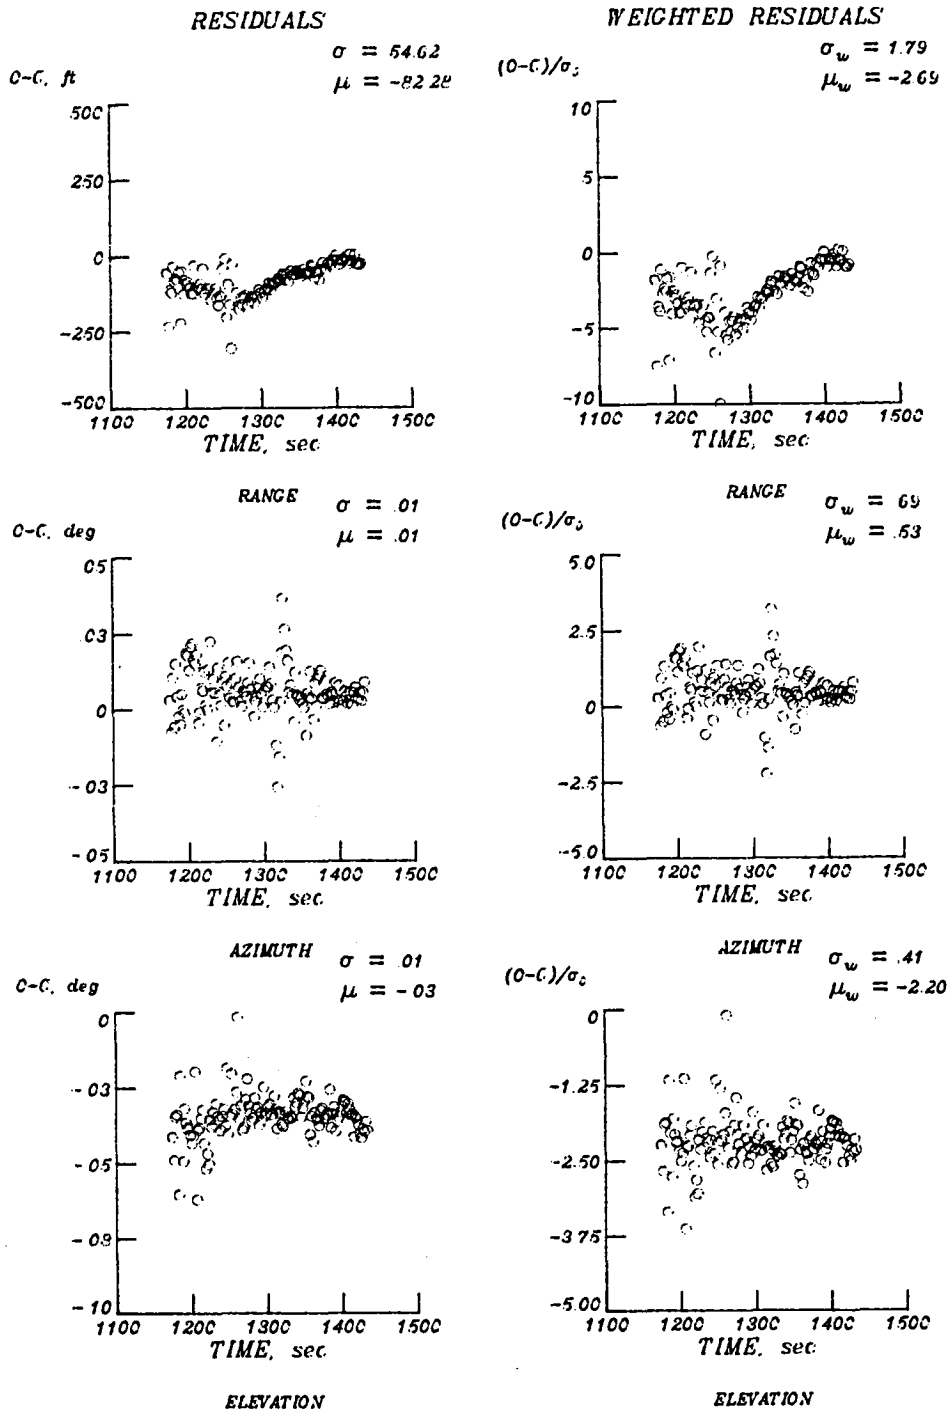 RESIDUALS
σ = 54.62
μ = -82.28
O-C, ft
500
250
0
-250
-500
1100 1200 1300 1400 1500
TIME, sec
RANGE
WEIGHTED RESIDUALS
σw = 1.79
μw = -2.69
(O-C)/σ
10
5
0
-5
-10
1100 1200 1300 1400 1500
TIME, sec
RANGE
σ = .01
μ = .01
O-C, deg
05
.03
0
-.03
-.05
1100 1200 1300 1400 1500
TIME, sec
AZIMUTH
σw = 69
μw = .53
(O-C)/σ
5.0
2.5
0
-2.5
-5.0
1100 1200 1300 1400 1500
TIME, sec
AZIMUTH
σ = .01
μ = -.03
O-C, deg
0
-.03
-.05
-.09
-.10
1100 1200 1300 1400 1500
TIME, sec
ELEVATION
σw = .41
μw = -2.20
(O-C)/σ
0
-1.25
-2.50
-3.75
-5.00
1100 1200 1300 1400 1500
TIME, sec
ELEVATION